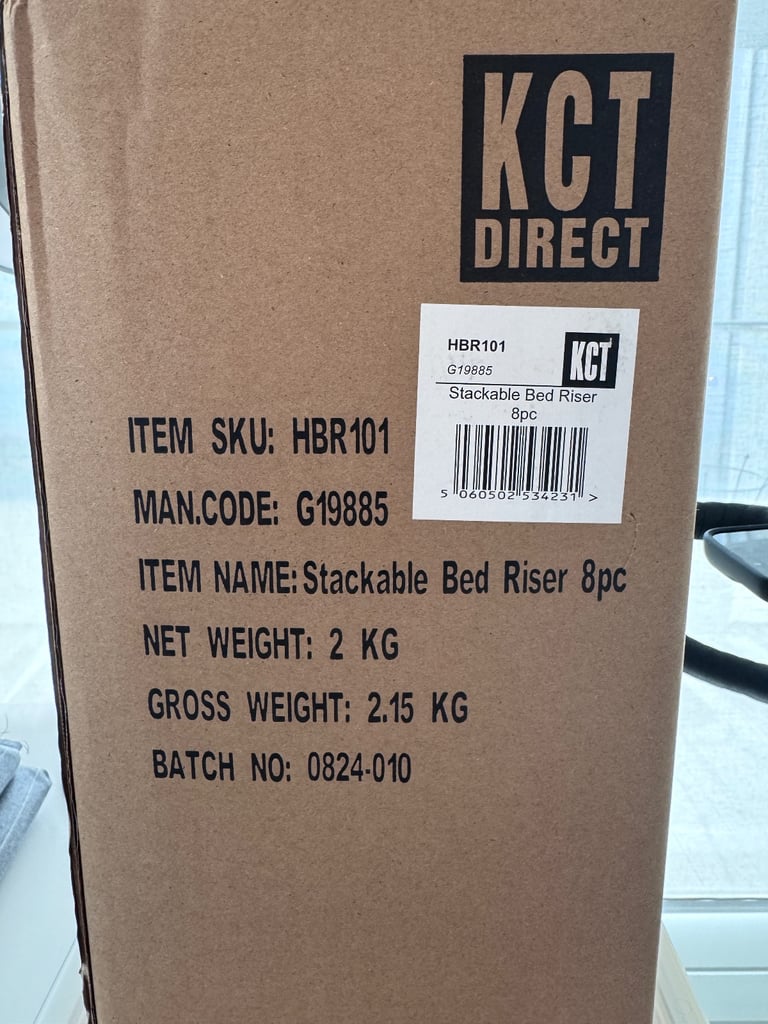 KCT
DIRECT
HBR101
G19885
KCT
Stackable Bed Riser
8pc
5 060502 534231 >
ITEM SKU: HBR101
MAN.CODE: G19885
ITEM NAME: Stackable Bed Riser 8pc
NET WEIGHT: 2 KG
GROSS WEIGHT: 2.15 KG
BATCH NO: 0824-010